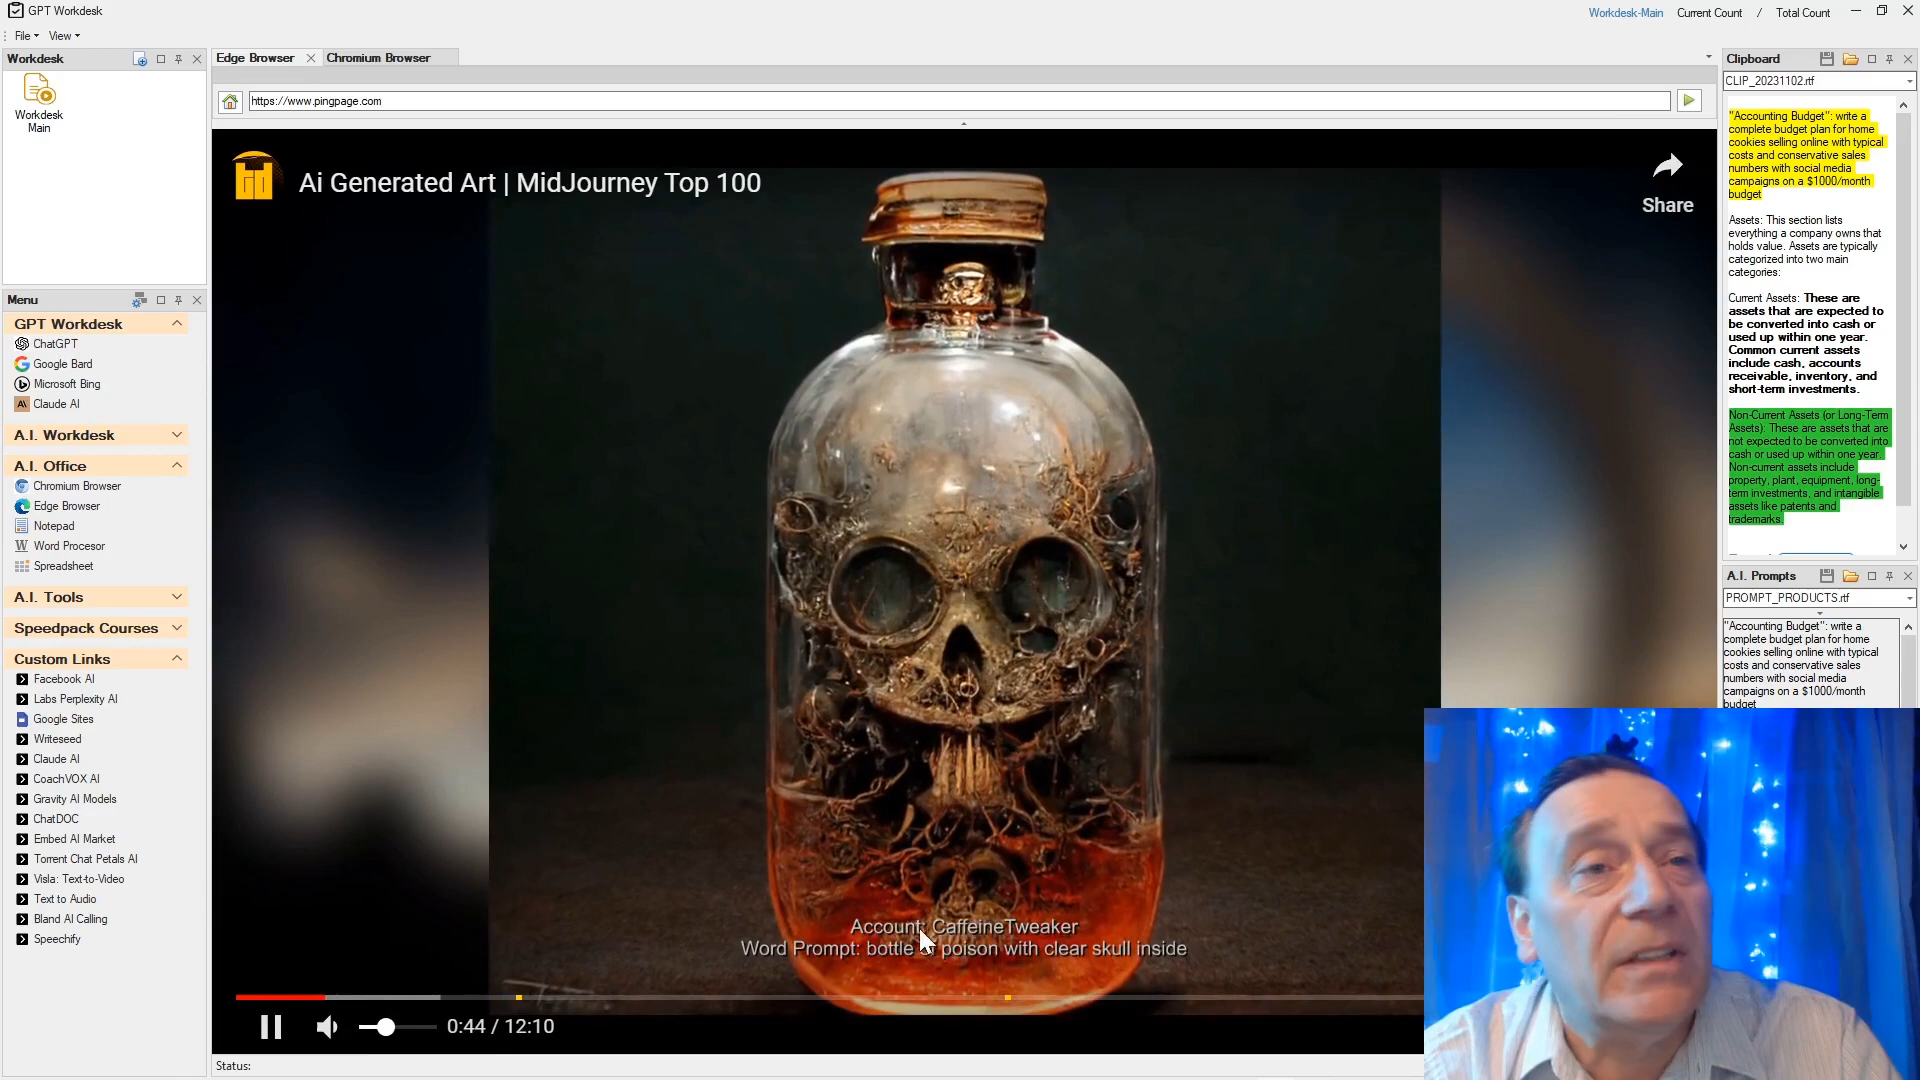 GPT Workdesk
Workdesk-Main Current Count / Total Count
File View
Workdesk
Workdesk
Main
Menu
GPT Workdesk
ChatGPT
Google Bard
Microsoft Bing
Claude AI
A.I. Workdesk
A.I. Office
Chromium Browser
Edge Browser
Notepad
Word Procesor
Spreadsheet
A.I. Tools
Speedpack Courses
Custom Links
Facebook AI
Labs Perplexity AI
Google Sites
Writeseed
Claude AI
CoachVOX AI
Gravity AI Models
ChatDOC
Embed AI Market
Torrent Chat Petals AI
Visla: Text-to-Video
Text to Audio
Bland AI Calling
Speechify
Edge Browser Chromium Browser
https://www.pingpage.com
Ai Generated Art | MidJourney Top 100
Share
Account: CaffeineTweaker
Word Prompt: bottle poison with clear skull inside
0:44 / 12:10
Status:
Clipboard
CLIP_20231102.rtf
"Accounting Budget": write a
complete budget plan for home
cookies selling online with typical
costs and conservative sales
numbers with social media
campaigns on a $1000/month
budget
Assets: This section lists
everything a company owns that
holds value. Assets are typically
categorized into two main
categories:
Current Assets: These are
assets that are expected to
be converted into cash or
used up within one year.
Common current assets
include cash, accounts
receivable, inventory, and
short-term investments.
Non-Current Assets (or Long-Term
Assets): These are assets that are
not expected to be converted into
cash or used up within one year.
Non-current assets include
property, plant, equipment, long-
term investments, and intangible
assets like patents and
trademarks.
A.I. Prompts
PROMPT_PRODUCTS.rtf
"Accounting Budget": write a
complete budget plan for home
cookies selling online with typical
costs and conservative sales
numbers with social media
campaigns on a $1000/month
budget